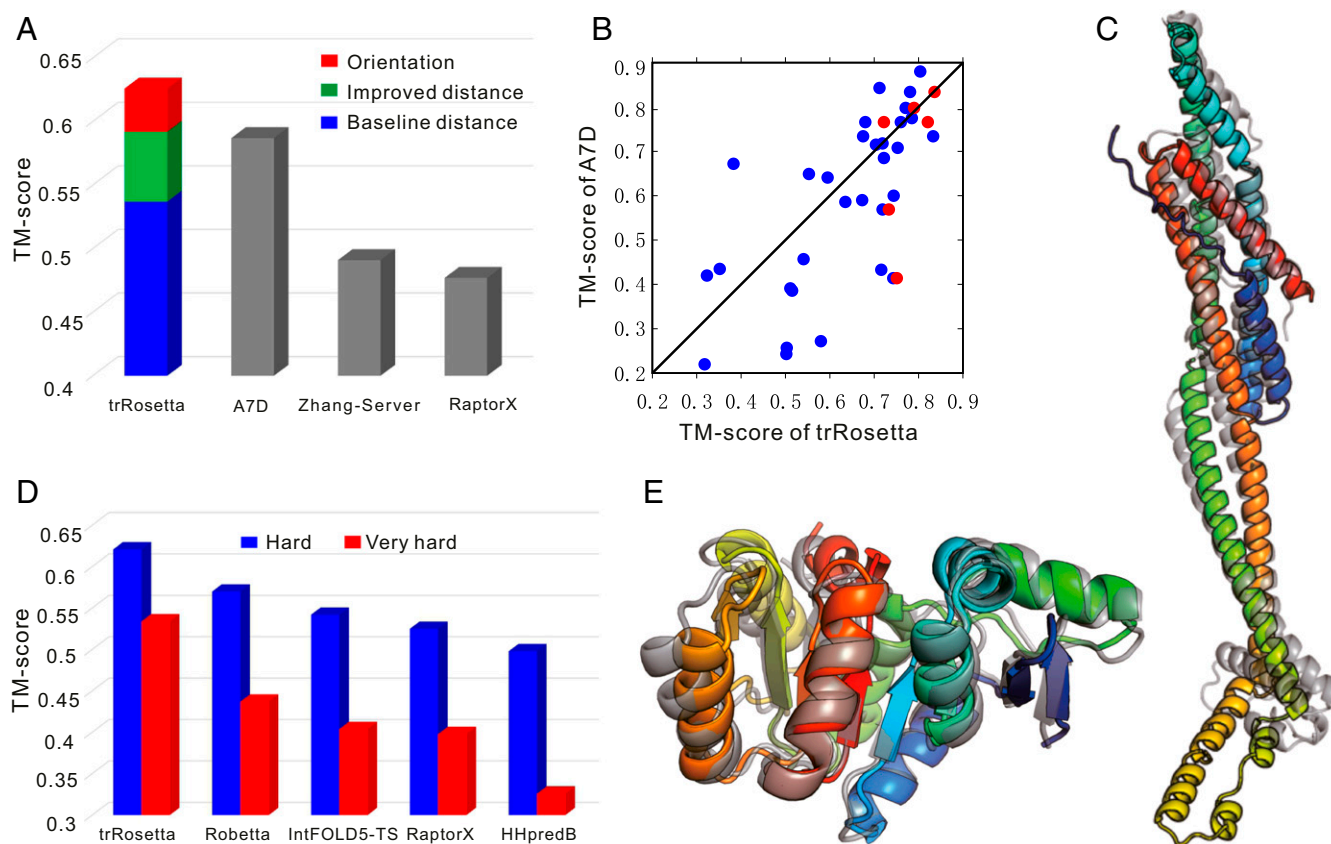 A
0.65
0.6
0.55
0.5
0.45
0.4
TM-score
Orientation
Improved distance
Baseline distance
trRosetta A7D Zhang-Server RaptorX
B
0.9
0.8
0.7
0.6
0.5
0.4
0.3
0.2
TM-score of A7D
0.2 0.3 0.4 0.5 0.6 0.7 0.8 0.9
TM-score of trRosetta
C
D
0.65
0.6
0.55
0.5
0.45
0.4
0.35
0.3
TM-score
Hard Very hard
trRosetta Robetta IntFOLD5-TS RaptorX HHpredB
E